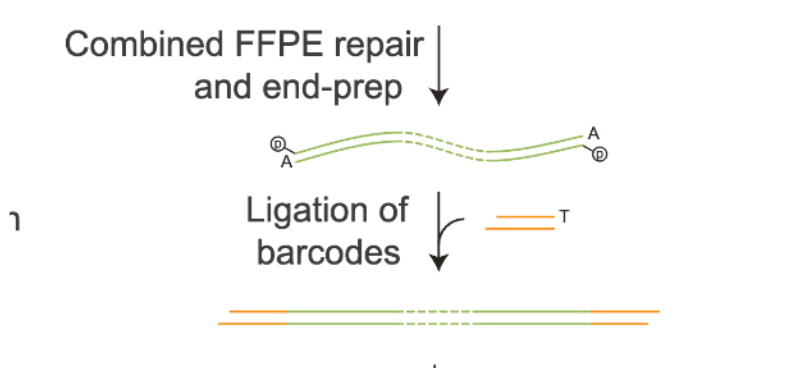 Combined FFPE repair
and end-prep
A
p
p
A
Ligation of
barcodes
T